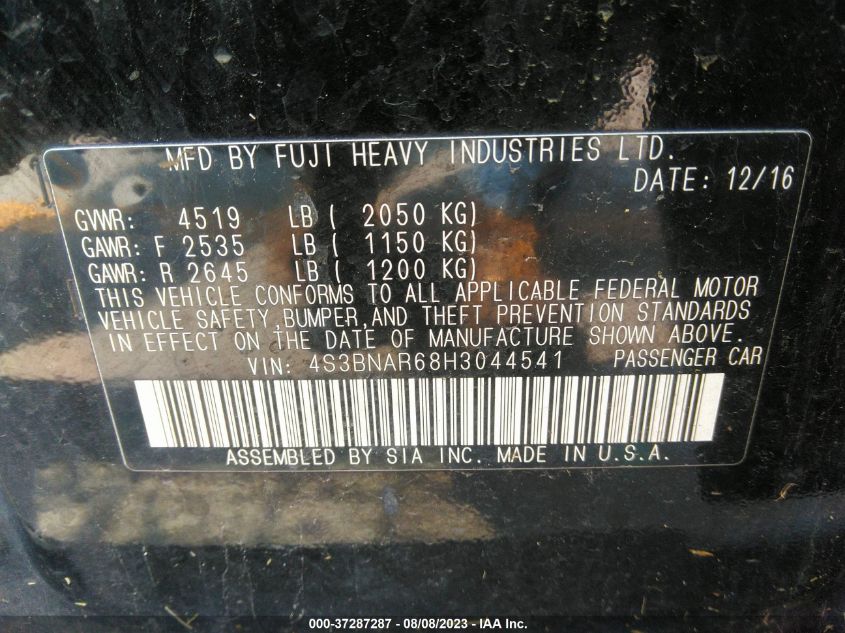 MFD BY FUJI HEAVY INDUSTRIES LTD.
DATE: 12/16
GVWR: 4519 LB ( 2050 KG)
GAWR: F 2535 LB ( 1150 KG)
GAWR: R 2645 LB ( 1200 KG)
THIS VEHICLE CONFORMS TO ALL APPLICABLE FEDERAL MOTOR
VEHICLE SAFETY,BUMPER,AND THEFT PREVENTION STANDARDS
IN EFFECT ON THE DATE OF MANUFACTURE SHOWN ABOVE.
VIN: 4S3BNAR68H3044541 PASSENGER CAR
ASSEMBLED BY SIA INC. MADE IN U.S.A.
000-37287287 - 08/08/2023 - IAA Inc.